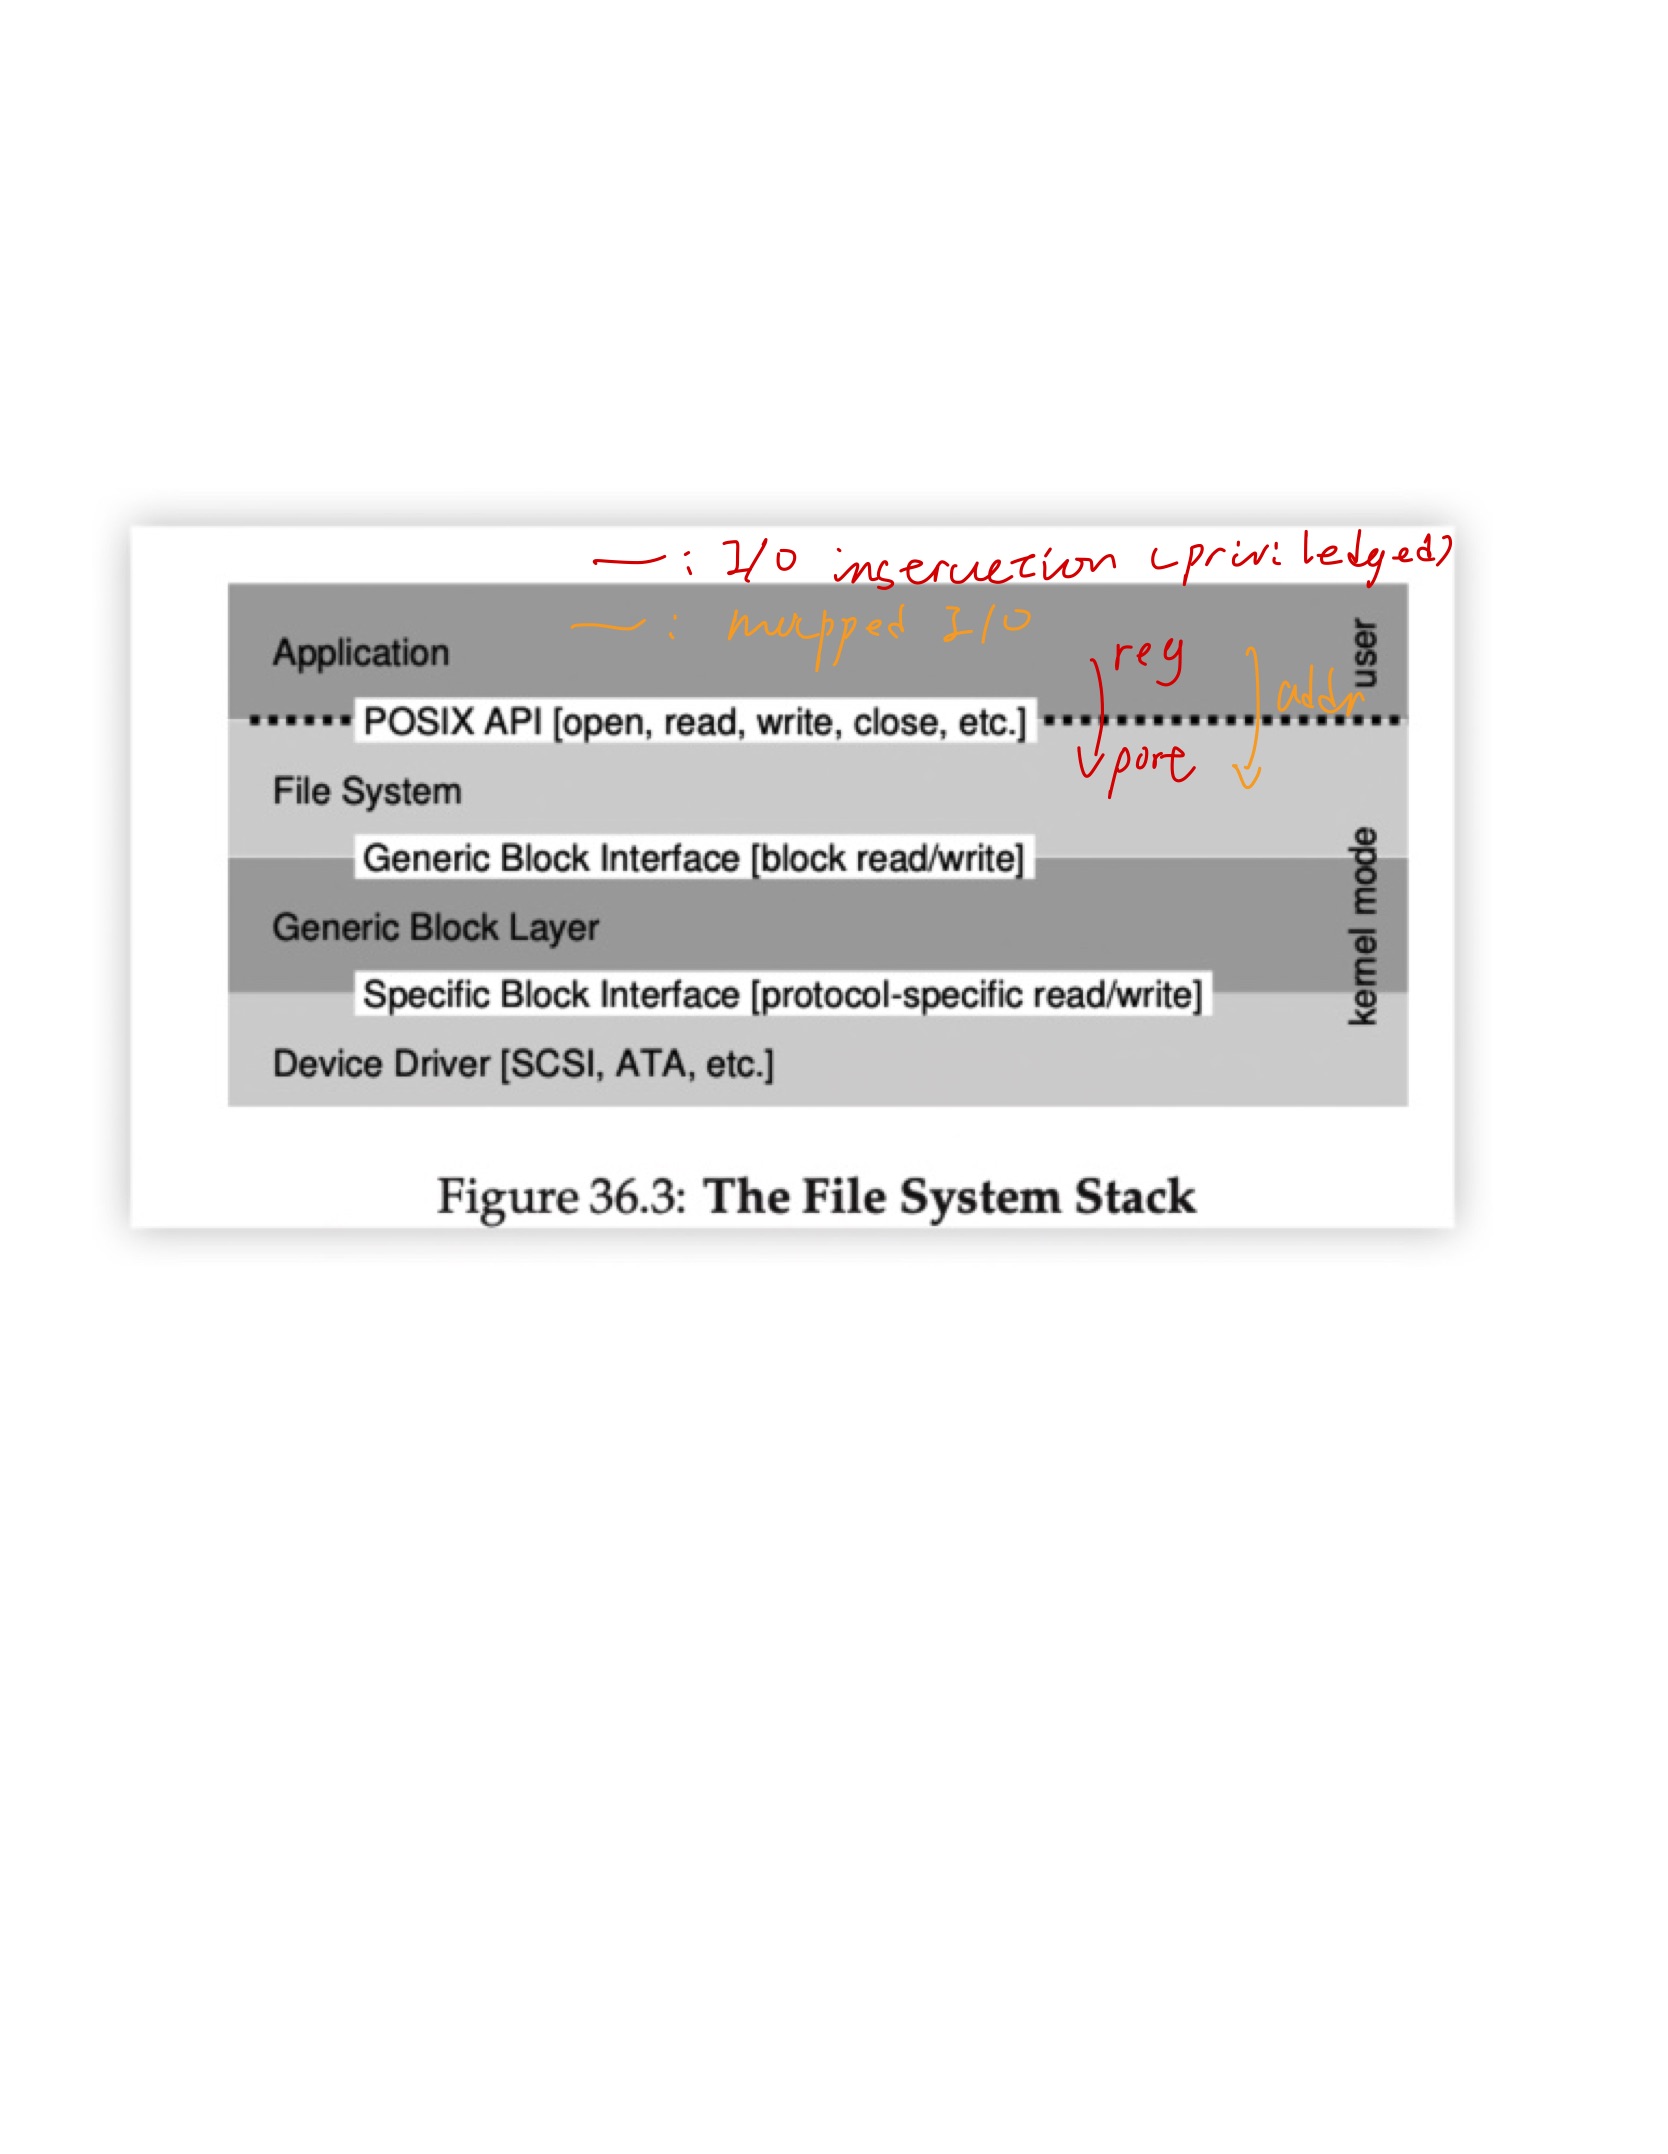 — : I/O instruction (priviledged)
— : mapped I/O
Application
reg
user
addr
POSIX API [open, read, write, close, etc.]
port
File System
Generic Block Interface [block read/write]
Generic Block Layer
kernel mode
Specific Block Interface [protocol-specific read/write]
Device Driver [SCSI, ATA, etc.]
Figure 36.3: The File System Stack